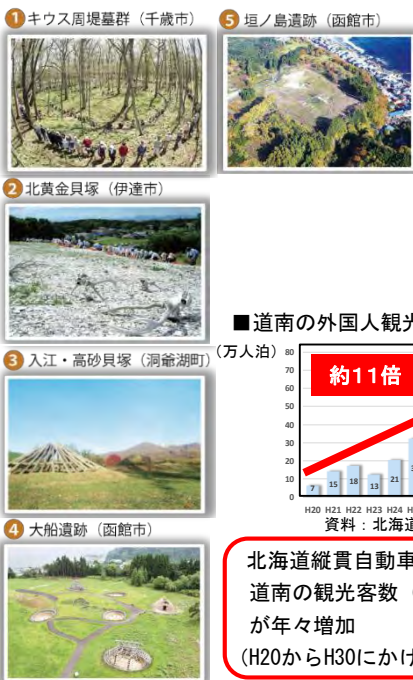 1 キウス周堤墓群（千歳市）
5 垣ノ島遺跡（函館市）
2 北黄金貝塚（伊達市）
3 入江・高砂貝塚（洞爺湖町）
4 大船遺跡（函館市）
■道南の外国人観光
（万人泊）
80
70
60
50
40
30
20
10
0
約11倍
7 15 18 13 21
H20 H21 H22 H23 H24
資料：北海道
北海道縦貫自動車
道南の観光客数
が年々増加
（H20からH30にかけ